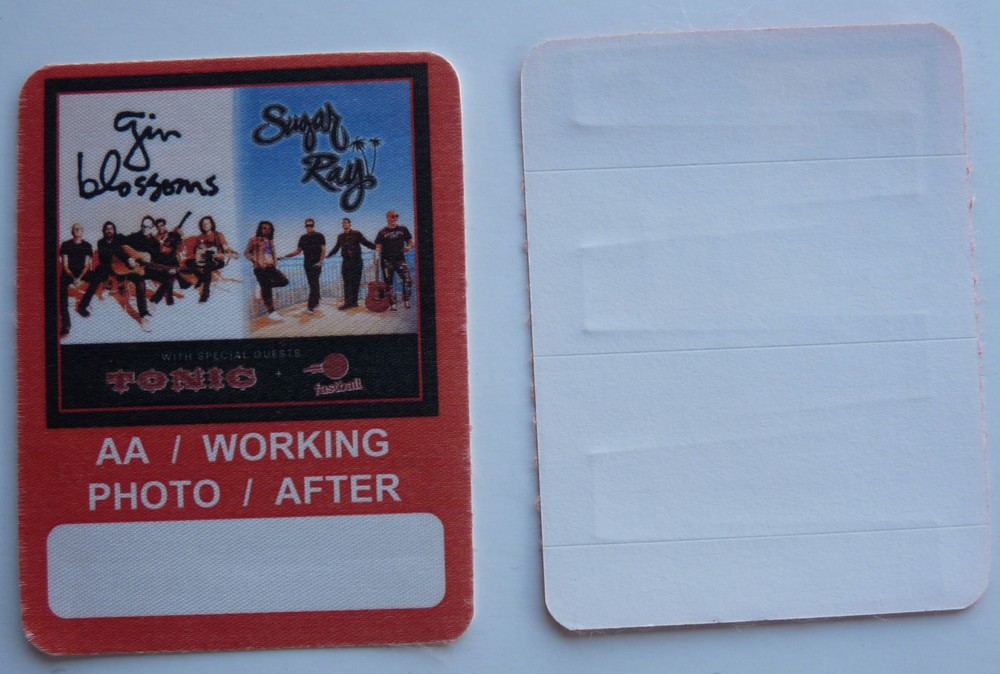 gin
blossoms
Sugar
Ray
WITH SPECIAL GUESTS
TONIC + fastball
AA / WORKING
PHOTO / AFTER